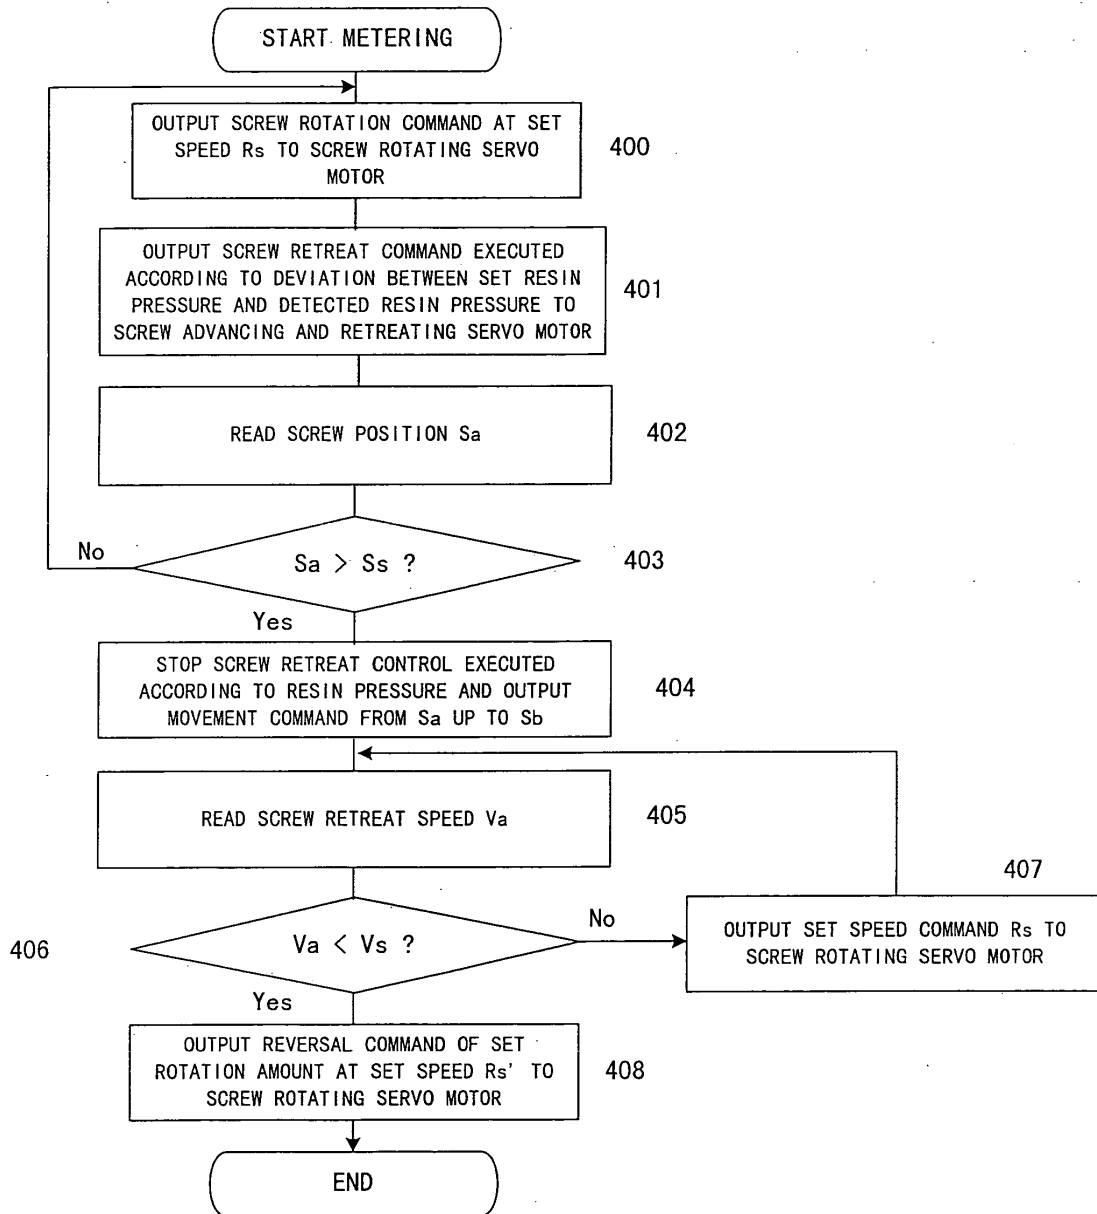 START METERING
OUTPUT SCREW ROTATION COMMAND AT SET
SPEED Rs TO SCREW ROTATING SERVO
MOTOR
400
OUTPUT SCREW RETREAT COMMAND EXECUTED
ACCORDING TO DEVIATION BETWEEN SET RESIN
PRESSURE AND DETECTED RESIN PRESSURE TO
SCREW ADVANCING AND RETREATING SERVO MOTOR
401
READ SCREW POSITION Sa
402
No
Sa > Ss ?
403
Yes
STOP SCREW RETREAT CONTROL EXECUTED
ACCORDING TO RESIN PRESSURE AND OUTPUT
MOVEMENT COMMAND FROM Sa UP TO Sb
404
READ SCREW RETREAT SPEED Va
405
407
406
Va < Vs ?
No
OUTPUT SET SPEED COMMAND Rs TO
SCREW ROTATING SERVO MOTOR
Yes
OUTPUT REVERSAL COMMAND OF SET
ROTATION AMOUNT AT SET SPEED Rs' TO
SCREW ROTATING SERVO MOTOR
408
END